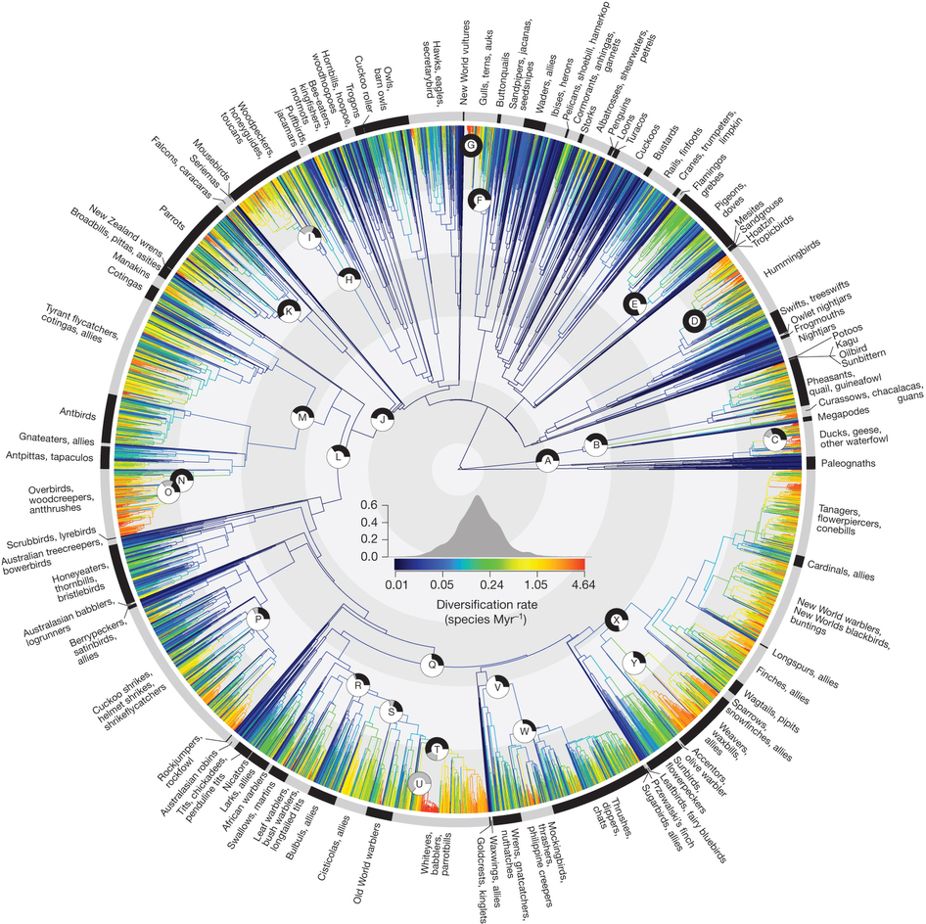 New World vultures
Gulls, terns, auks
Buttonquails
Sandpipers, jacanas,
seedsnipes
Waders, allies
Ibises, herons
Pelicans, shoebill, hamerkop
Cormorants, anhingas,
gannets
Storks
Albatrosses, shearwaters,
petrels
Penguins
Loons
Turacos
Cuckoos
Bustards
Rails, finfoots
Cranes, trumpeters,
limpkin
Flamingos
grebes
Pigeons,
doves
Mesites
Sandgrouse
Hoatzin
Tropicbirds
Hummingbirds
Swifts, treeswifts
Owlet nightjars
Frogmouths
Nightjars
Potoos
Kagu
Oilbird
Sunbittern
Pheasants,
quail, guineafowl
Curassows, chacalacas,
guans
Megapodes
Ducks, geese,
other waterfowl
Paleognaths
Tanagers,
flowerpiercers,
conebills
Cardinals, allies
New World warblers,
New Worlds blackbirds,
buntings
Longspurs, allies
Finches, allies
Wagtails, pipits
Sparrows,
snowfinches, allies
Weavers,
waxbills,
allies
Accentors,
olive warbler
Sunbirds,
flowerpeckers
Leafbirds, fairy bluebirds
Przewalski's finch
Sugarbirds, allies
Thrushes,
dippers,
chats
Mockingbirds,
thrashers,
philippine creepers
Wrens, gnatcatchers,
nuthatches
Waxwings, allies
Goldcrests, kinglets
Whiteeyes,
babblers,
parrotbills
Old World warblers
Cisticolas, allies
Bulbuls, allies
Leaf warblers,
bush warblers,
longtailed tits
Swallows, martins
African warblers
Larks, allies
Nicators
Tits, chickadees,
penduline tits
Australasian robins
Rockjumpers,
rockfowl
Cuckoo shrikes,
helmet shrikes,
shrikeflycatchers
Berrypeckers,
satinbirds,
allies
Australasian babblers,
logrunners
Honeyeaters,
thornbills,
bristlebirds
Australian treecreepers,
bowerbirds
Scrubbirds, lyrebirds
Overbirds,
woodcreepers,
antthrushes
Antpittas, tapaculos
Gnateaters, allies
Antbirds
Tyrant flycatchers,
cotingas, allies
Cotingas
Manakins
Broadbills, pittas, asities
New Zealand wrens
Parrots
Falcons, caracaras
Seriemas
Mousebirds
Woodpeckers,
honeyguides,
toucans
Puffbirds,
jacamars
Bee-eaters,
kingfishers,
motmots
Hornbills, hoopoe,
woodhoopoes
Trogons
Cuckoo roller
Owls,
barn owls
Hawks, eagles,
secretarybird
G
F
I
H
E
D
K
J
M
L
A
B
C
N
O
P
Q
R
S
T
U
V
W
X
Y
0.6
0.4
0.2
0.0
0.01 0.05 0.24 1.05 4.64
Diversification rate
(species Myr⁻¹)